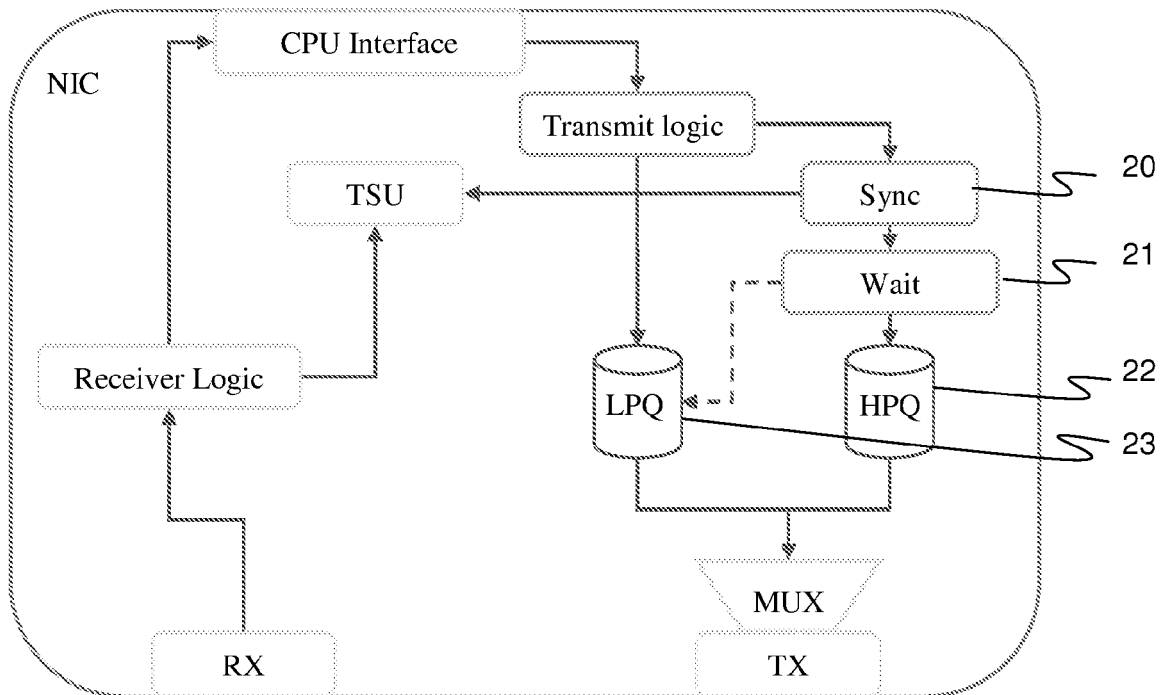 CPU Interface
NIC
Transmit logic
20
TSU
Sync
21
Wait
22
Receiver Logic
LPQ
HPQ
23
MUX
RX
TX